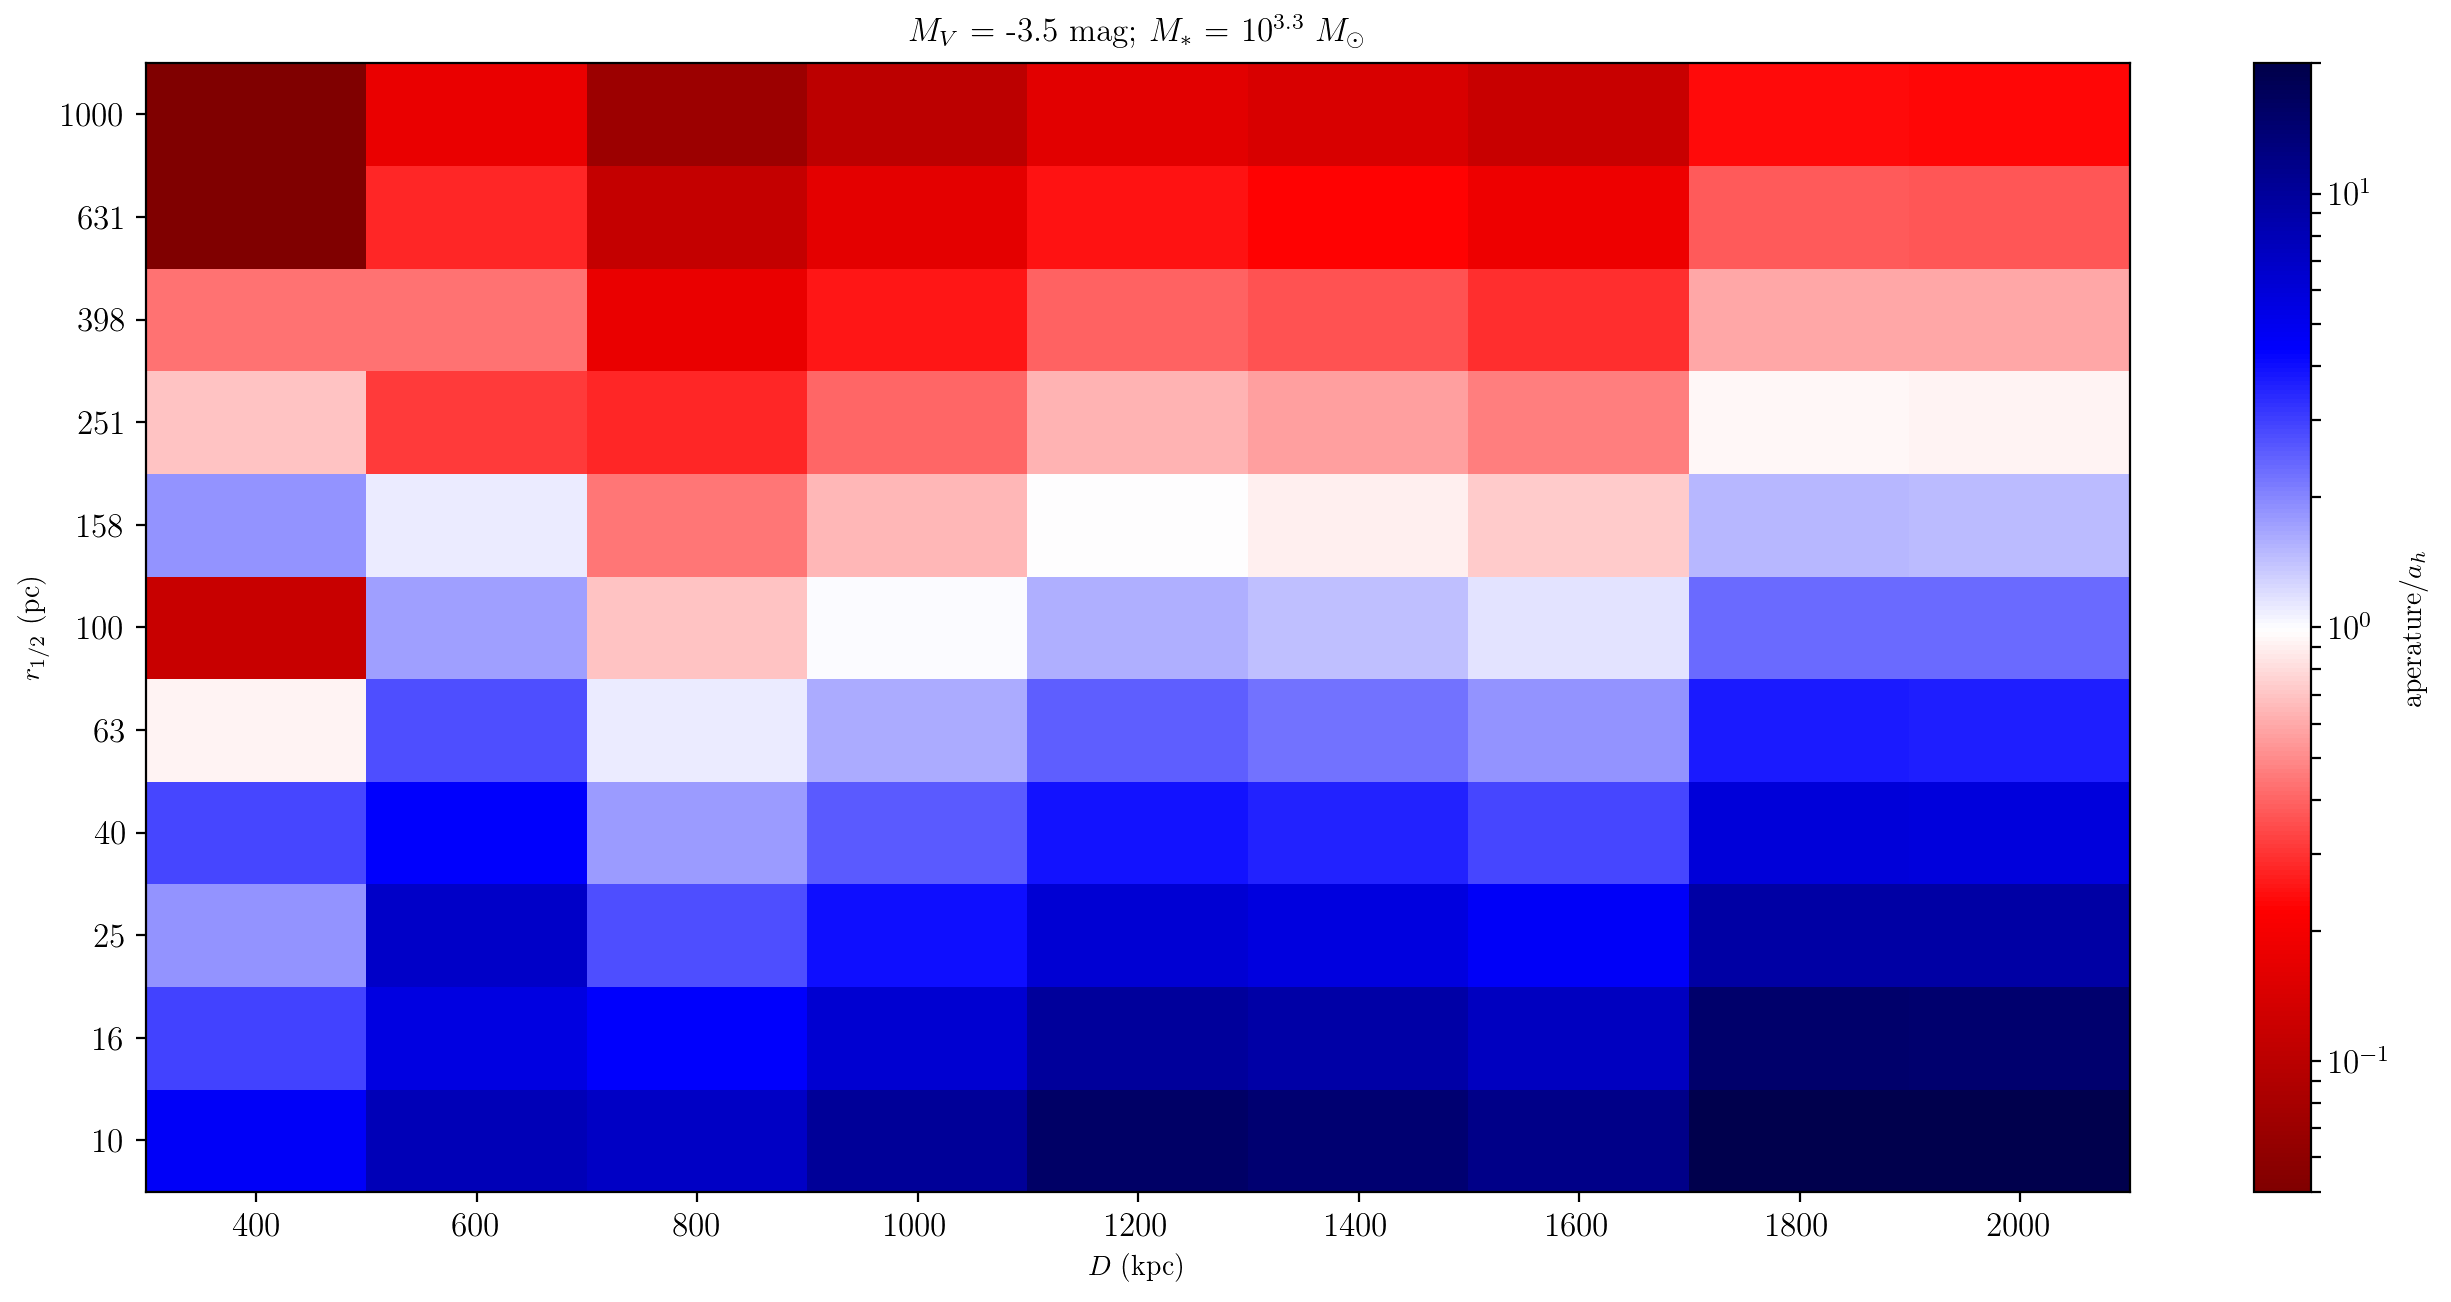 M_V = -3.5 mag; M_* = 10^{3.3} M_⊙
1000
631
398
251
158
100
63
40
25
16
10
r_{1/2} (pc)
400 600 800 1000 1200 1400 1600 1800 2000
D (kpc)
10^1
10^0
10^{-1}
aperature/a_h